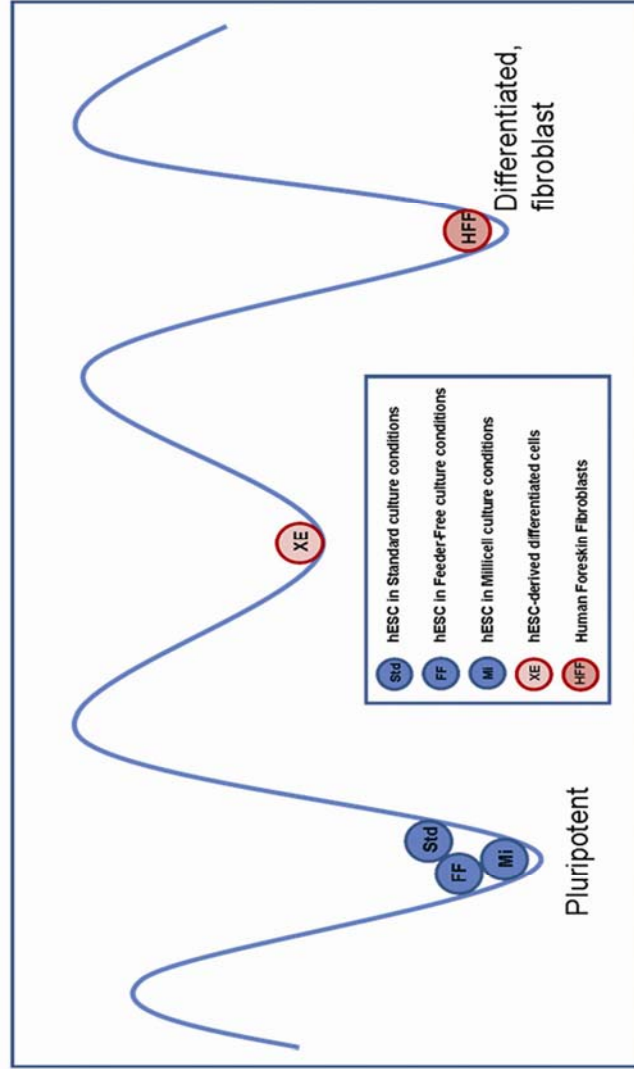 Std
FF
Mi
Pluripotent
XE
HFF
Differentiated,
fibroblast
Std hESC in Standard culture conditions
FF hESC in Feeder-Free culture conditions
Mi hESC in Millicell culture conditions
XE hESC-derived differentiated cells
HFF Human Foreskin Fibroblasts